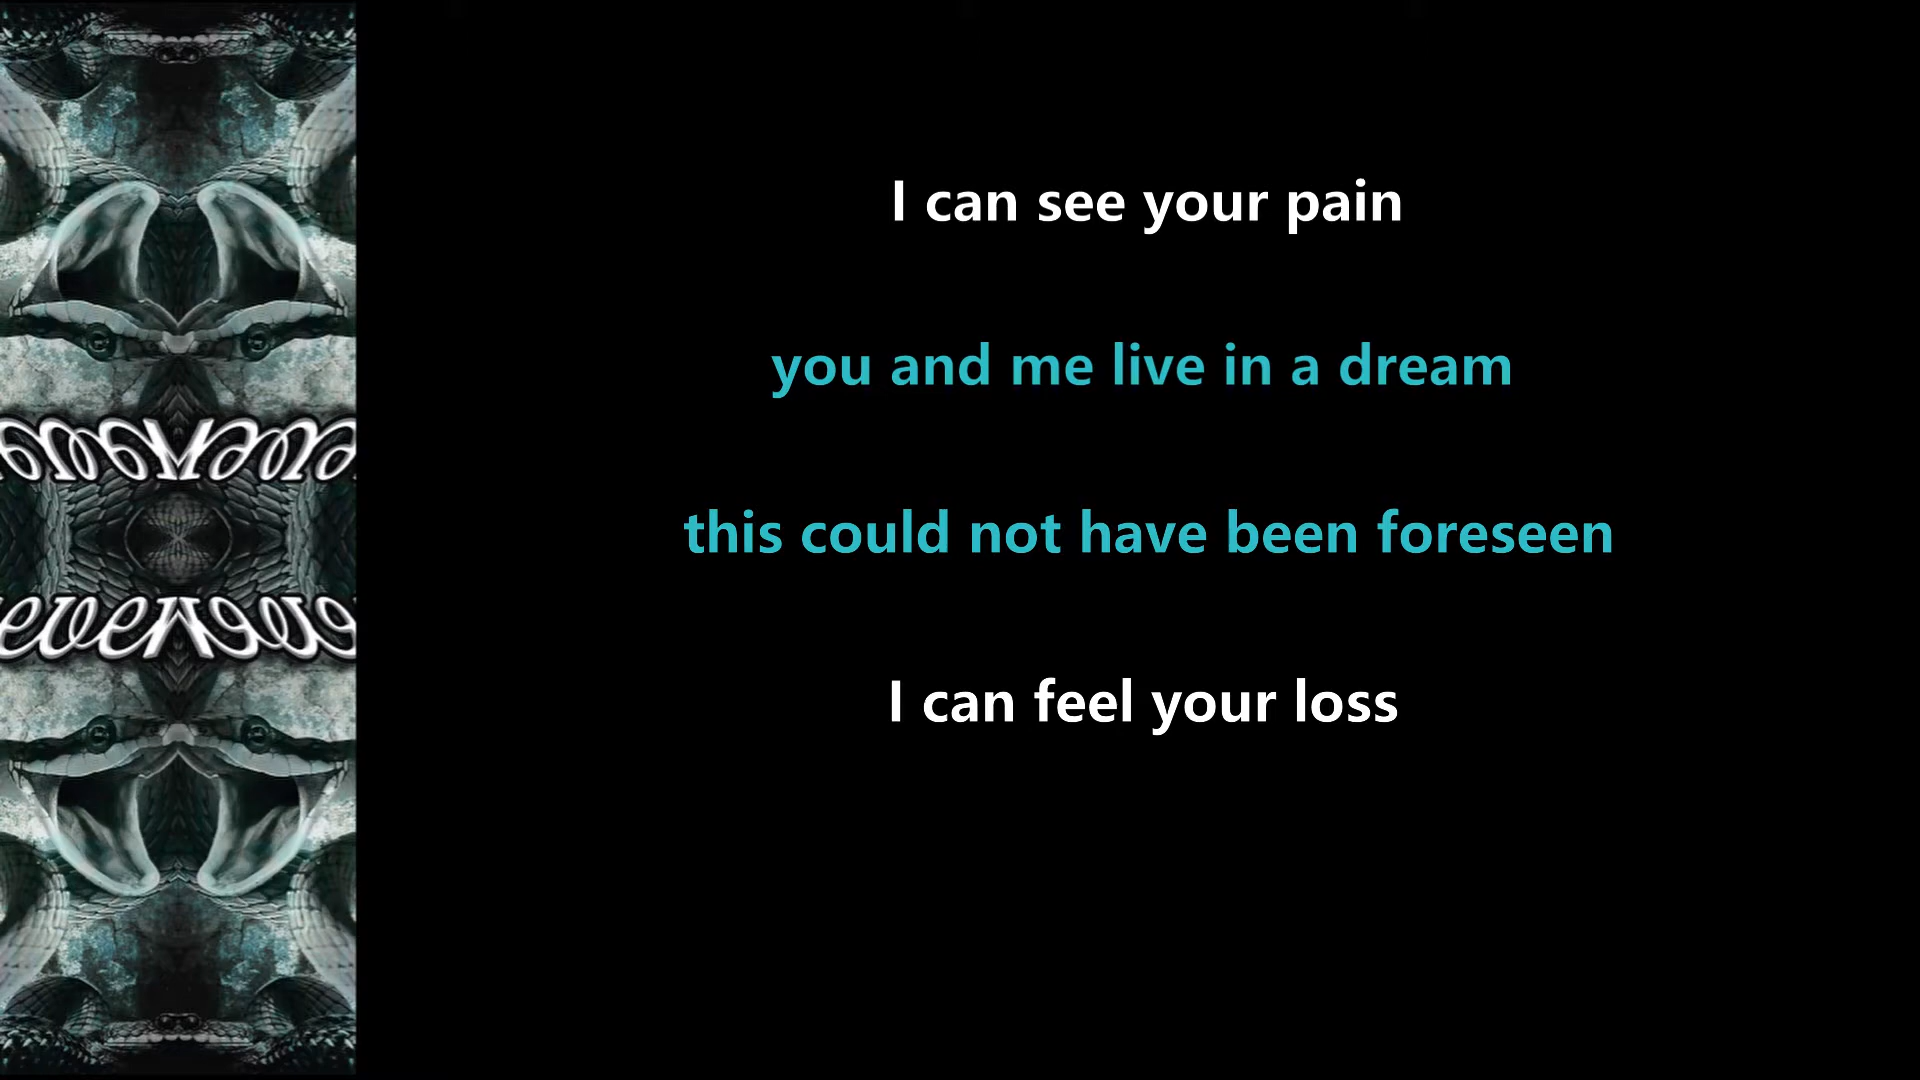 I can see your pain
you and me live in a dream
this could not have been foreseen
I can feel your loss